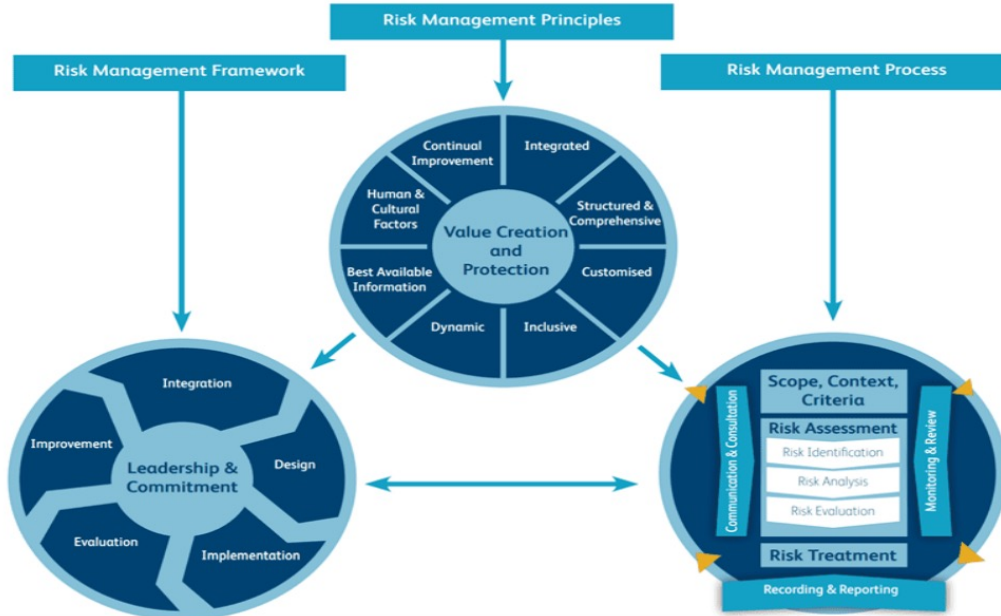 Risk Management Principles
Risk Management Framework
Risk Management Process
Continual
Improvement
Integrated
Human &
Cultural
Factors
Structured &
Comprehensive
Value Creation
and
Protection
Best Available
Information
Customised
Dynamic
Inclusive
Integration
Improvement
Design
Leadership &
Commitment
Evaluation
Implementation
Scope, Context,
Criteria
Communication & Consultation
Risk Assessment
Risk Identification
Risk Analysis
Risk Evaluation
Monitoring & Review
Risk Treatment
Recording & Reporting